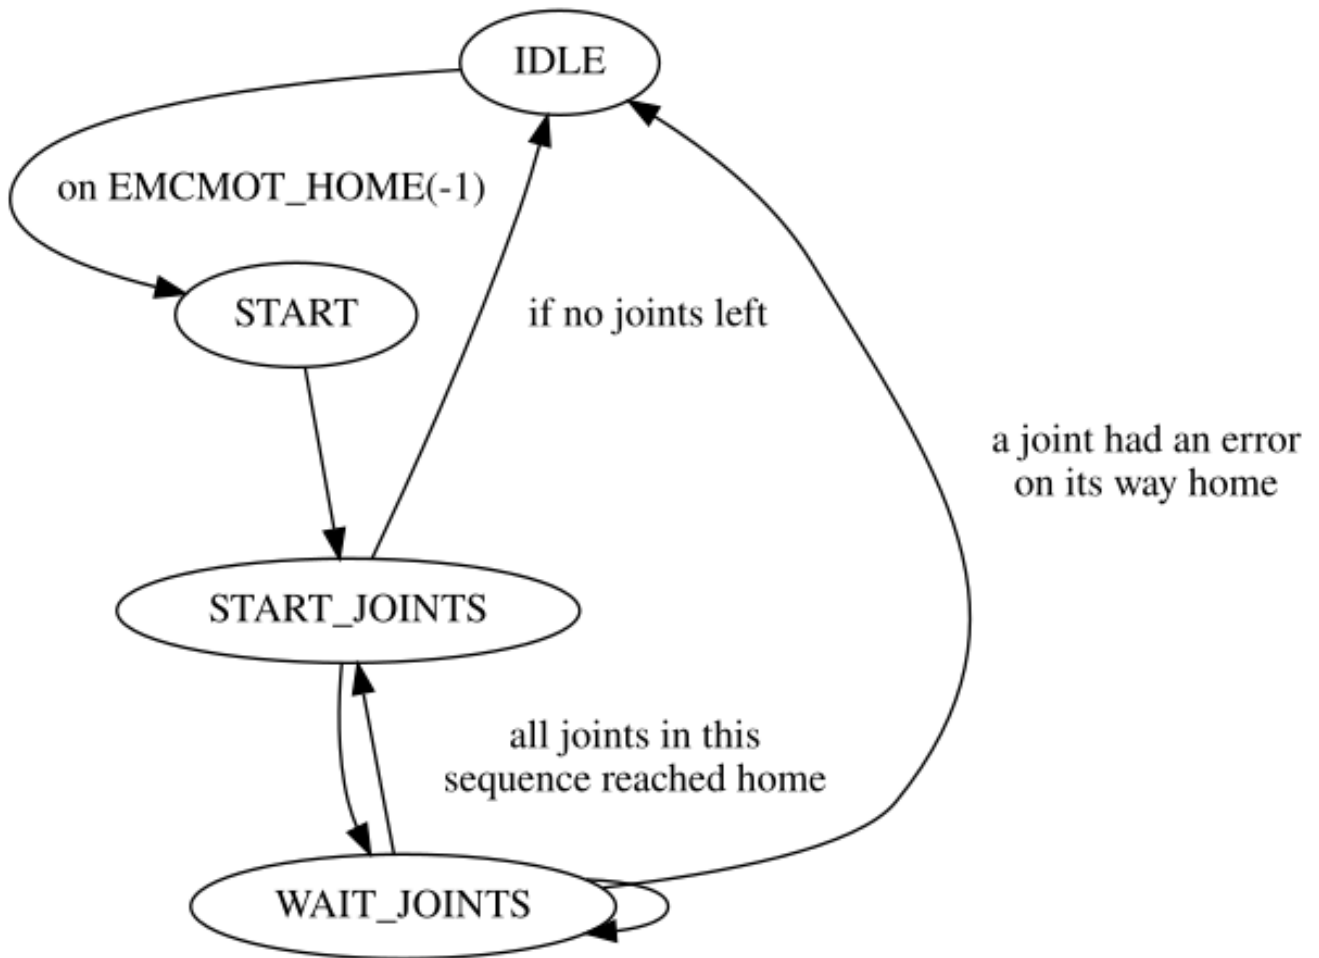 IDLE
on EMCMOT_HOME(-1)
START
if no joints left
a joint had an error
on its way home
START_JOINTS
all joints in this
sequence reached home
WAIT_JOINTS